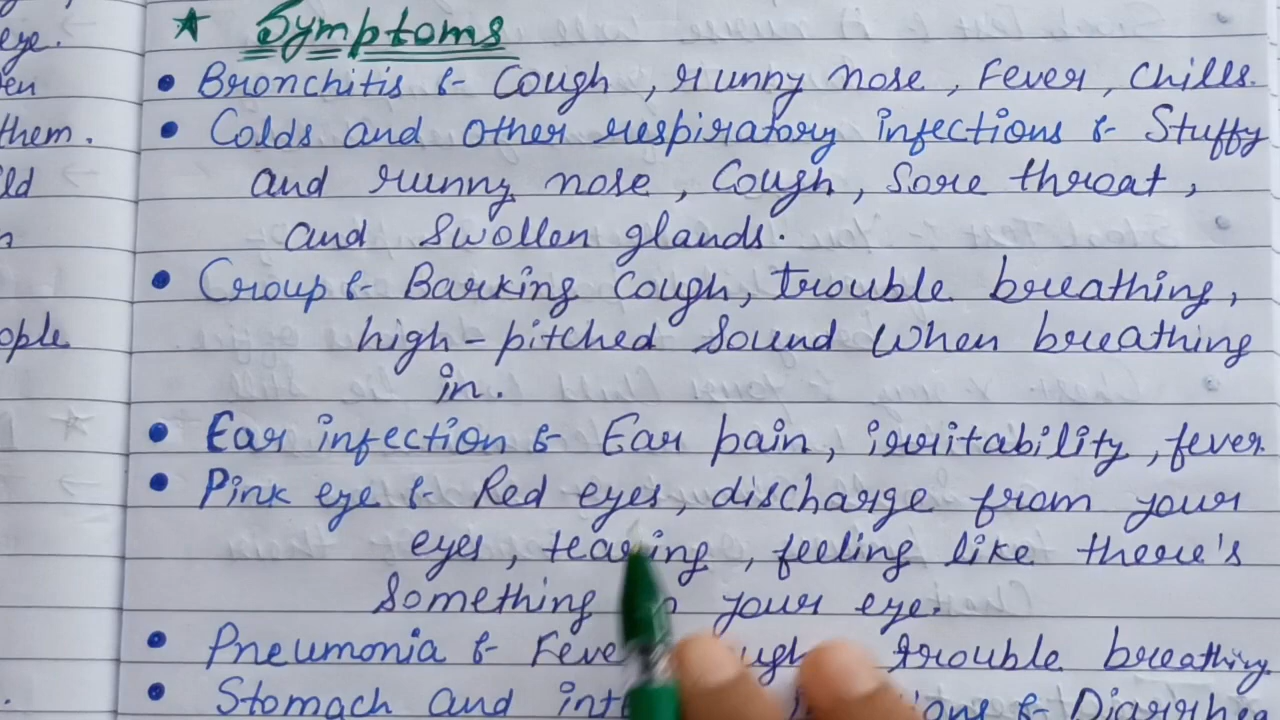 eye.
★ Symptoms
• Bronchitis :- Cough, runny nose, Fever, chills.
them.
• Colds and other respiratory infections :- Stuffy
and runny nose, Cough, Sore throat,
and Swollen glands.
• Croup :- Barking Cough, trouble breathing,
ople
high-pitched Sound when breathing
in.
• Ear infection :- Ear pain, irritability, fever
• Pink eye :- Red eyes, discharge from your
eyes, tearing, feeling like there's
Something your eye.
• Pneumonia :- trouble breathing
• Stomach and :-